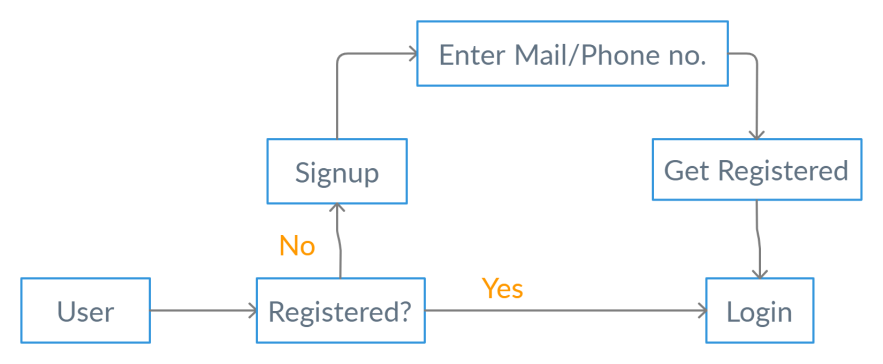 Enter Mail/Phone no.
Signup
Get Registered
No
Yes
User
Registered?
Login